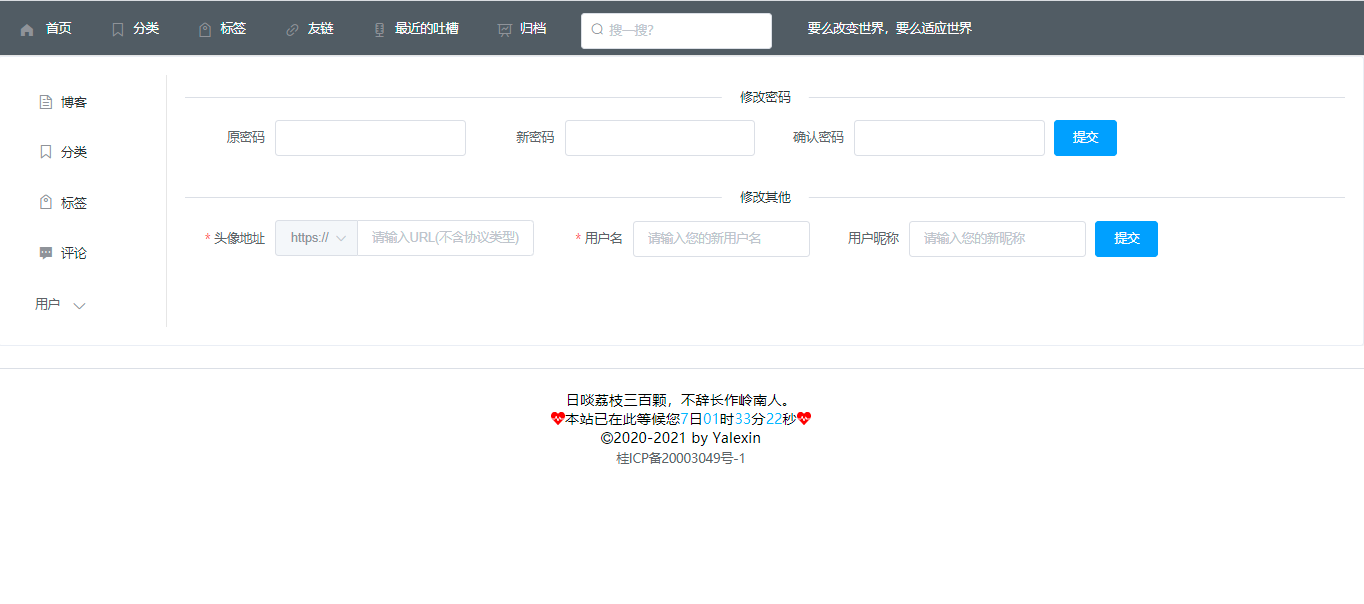 首页 分类 标签 友链 最近的吐槽 归档 搜一搜? 要么改变世界，要么适应世界
博客
分类
标签
评论
用户
修改密码
原密码 新密码 确认密码 提交
修改其他
* 头像地址 https:// 请输入URL(不含协议类型) * 用户名 请输入您的新用户名 用户昵称 请输入您的新昵称 提交
日啖荔枝三百颗，不辞长作岭南人。
本站已在此等候您7日01时33分22秒
©2020-2021 by Yalexin
桂ICP备20003049号-1